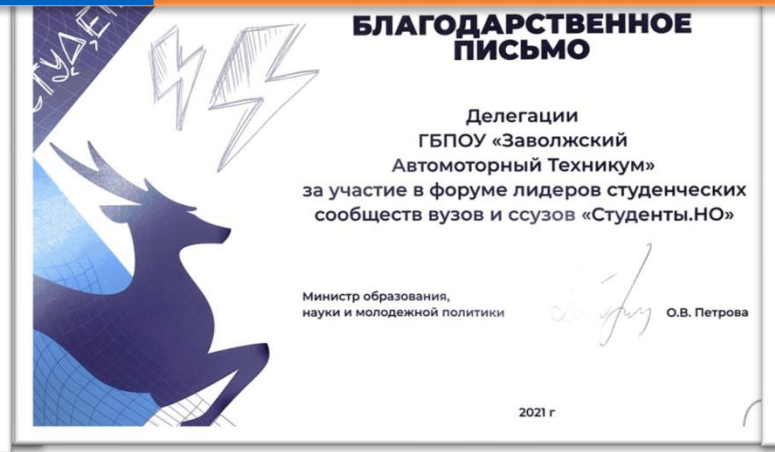 СТУДЕН
БЛАГОДАРСТВЕННОЕ
ПИСЬМО
Делегации
ГБПОУ «Заволжский
Автомоторный Техникум»
за участие в форуме лидеров студенческих
сообществ вузов и ссузов «Студенты.НО»
Министр образования,
науки и молодежной политики
О.В. Петрова
2021 г